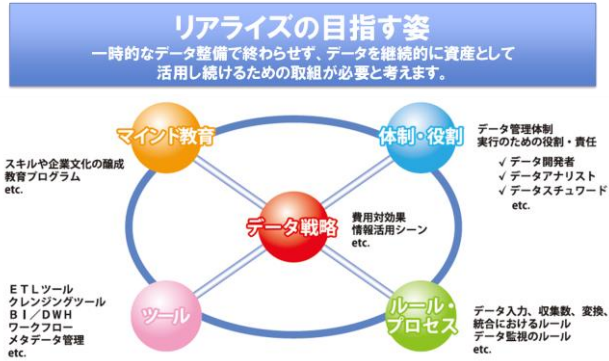 リアライズの目指す姿
一時的なデータ整備で終わらせず、データを継続的に資産として
活用し続けるための取組が必要と考えます。
マインド教育
スキルや企業文化の醸成
教育プログラム
etc.
体制・役割
データ管理体制
実行のための役割・責任
✓ データ開発者
✓ データアナリスト
✓ データスチュワード
etc.
データ戦略
費用対効果
情報活用シーン
etc.
ツール
ＥＴＬツール
クレンジングツール
ＢＩ／ＤＷＨ
ワークフロー
メタデータ管理
etc.
ルール・
プロセス
データ入力、収集数、変換、
統合におけるルール
データ監視のルール
etc.